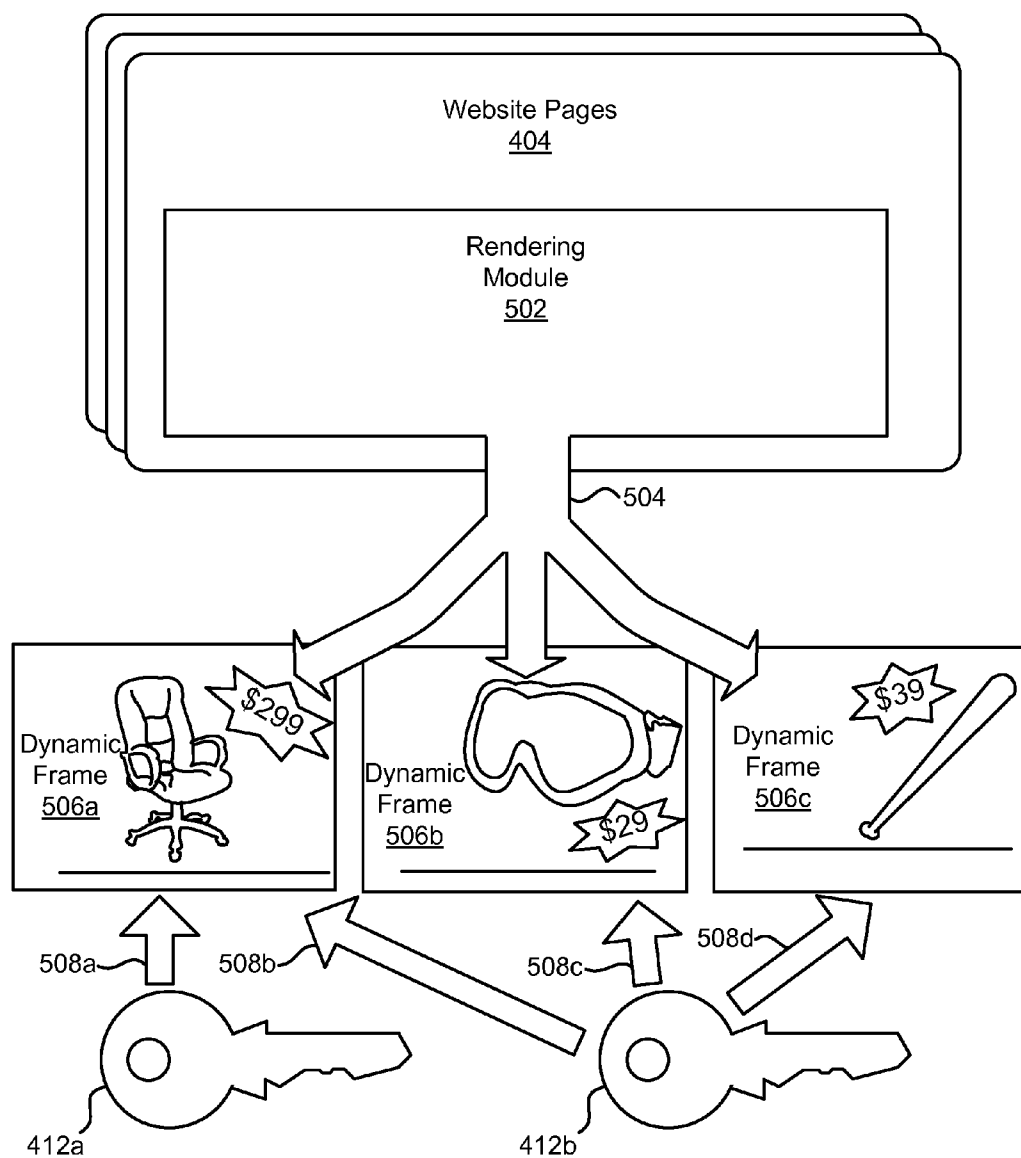 Website Pages
404
Rendering
Module
502
504
$299
Dynamic
Frame
506a
Dynamic
Frame
506b
$29
$39
Dynamic
Frame
506c
508a
508b
508c
508d
412a
412b